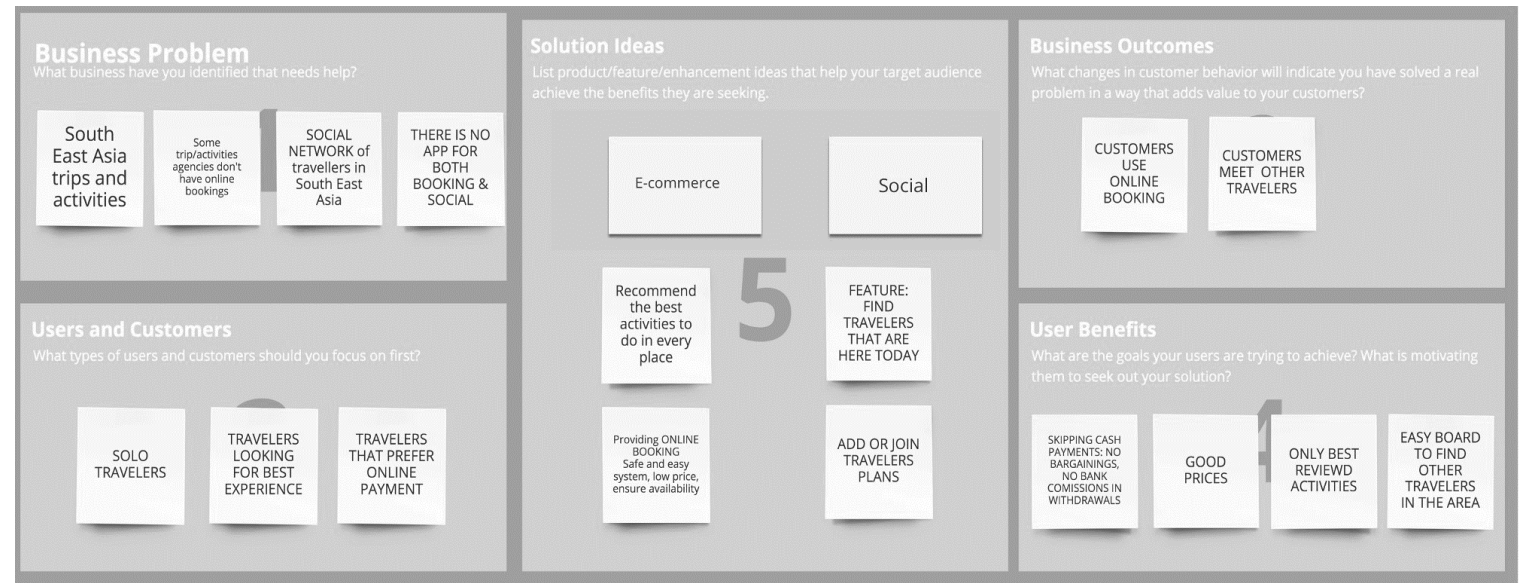 Business Problem
What business have you identified that needs help?
South
East Asia
trips and
activities
Some
trip/activities
agencies don't
have online
bookings
SOCIAL
NETWORK of
travellers in
South East
Asia
THERE IS NO
APP FOR
BOTH
BOOKING &
SOCIAL
Users and Customers
What types of users and customers should you focus on first?
SOLO
TRAVELERS
TRAVELERS
LOOKING
FOR BEST
EXPERIENCE
TRAVELERS
THAT PREFER
ONLINE
PAYMENT
Solution Ideas
List product/feature/enhancement ideas that help your target audience
achieve the benefits they are seeking.
E-commerce
Social
5
Recommend
the best
activities to
do in every
place
FEATURE:
FIND
TRAVELERS
THAT ARE
HERE TODAY
Providing ONLINE
BOOKING
Safe and easy
system, low price,
ensure availability
ADD OR JOIN
TRAVELERS
PLANS
Business Outcomes
What changes in customer behavior will indicate you have solved a real
problem in a way that adds value to your customers?
CUSTOMERS
USE
ONLINE
BOOKING
CUSTOMERS
MEET OTHER
TRAVELERS
User Benefits
What are the goals your users are trying to achieve? What is motivating
them to seek out your solution?
4
SKIPPING CASH
PAYMENTS: NO
BARGAININGS,
NO BANK
COMISSIONS IN
WITHDRAWALS
GOOD
PRICES
ONLY BEST
REVIEWD
ACTIVITIES
EASY BOARD
TO FIND
OTHER
TRAVELERS
IN THE AREA